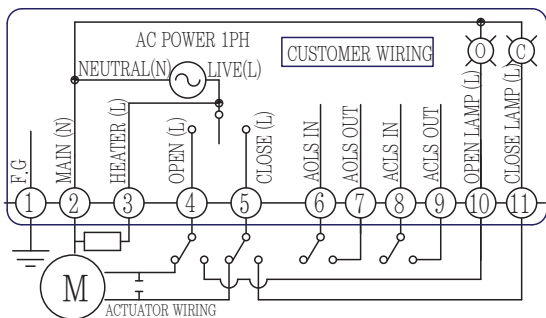 AC POWER 1PH
CUSTOMER WIRING
O
C
NEUTRAL(N)
LIVE(L)
F.G
MAIN (N)
HEATER (L)
OPEN (L)
CLOSE (L)
AOLS IN
AOLS OUT
ACLS IN
ACLS OUT
OPEN LAMP (L)
CLOSE LAMP(L)
1
2
3
4
5
6
7
8
9
10
11
M
ACTUATOR WIRING